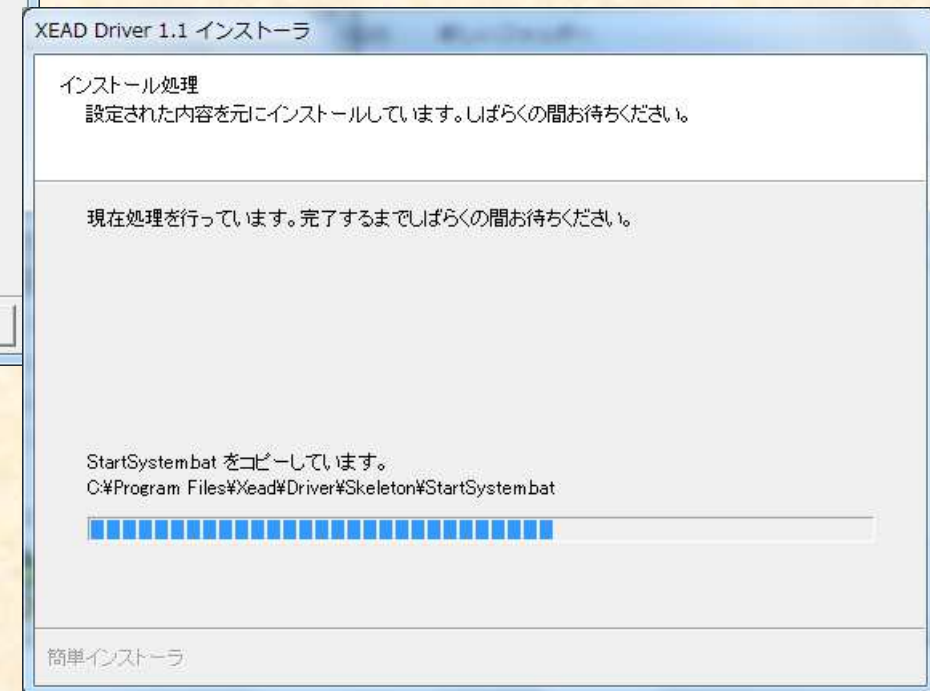 XEAD Driver 1.1 インストーラ
インストール処理
設定された内容を元にインストールしています。しばらくの間お待ちください。
現在処理を行っています。完了するまでしばらくの間お待ちください。
StartSystem.bat をコピーしています。
C:¥Program Files¥Xead¥Driver¥Skeleton¥StartSystem.bat
簡単インストーラ